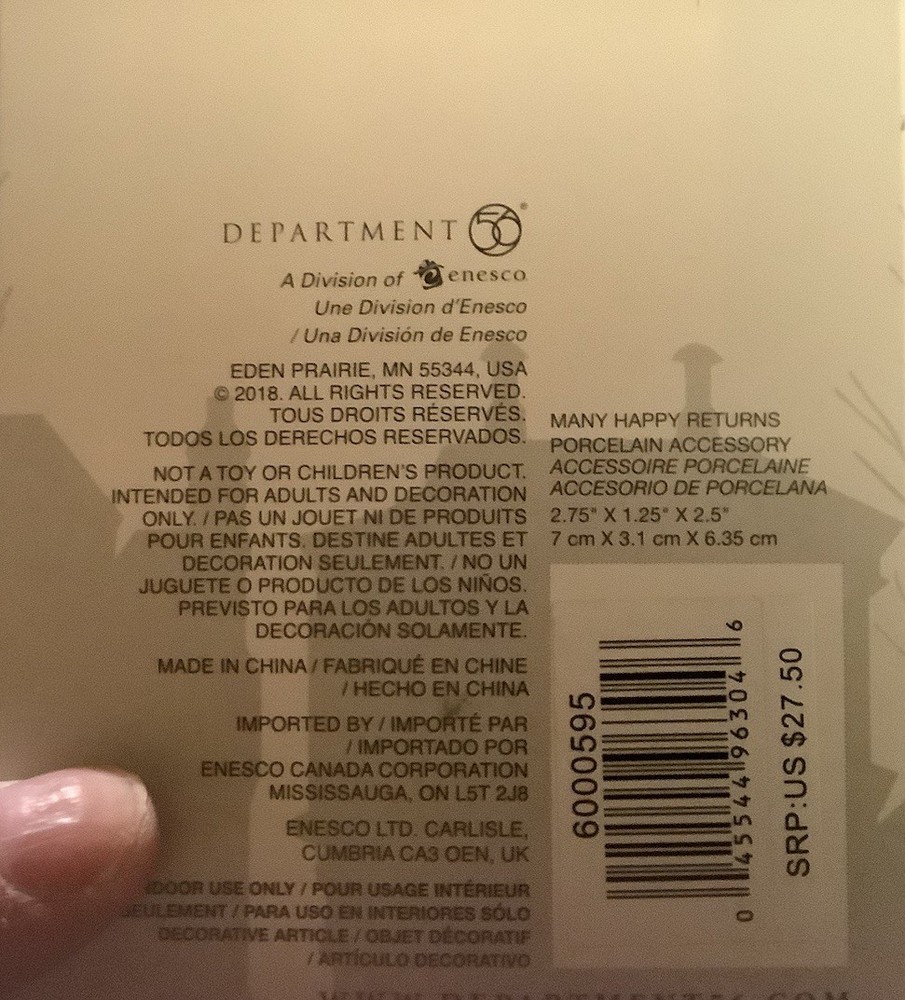 DEPARTMENT 56®
A Division of enesco
Une Division d'Enesco
/ Una División de Enesco
EDEN PRAIRIE, MN 55344, USA
© 2018. ALL RIGHTS RESERVED.
TOUS DROITS RÉSERVÉS.
TODOS LOS DERECHOS RESERVADOS.
NOT A TOY OR CHILDREN'S PRODUCT.
INTENDED FOR ADULTS AND DECORATION
ONLY. / PAS UN JOUET NI DE PRODUITS
POUR ENFANTS. DESTINE ADULTES ET
DECORATION SEULEMENT. / NO UN
JUGUETE O PRODUCTO DE LOS NIÑOS.
PREVISTO PARA LOS ADULTOS Y LA
DECORACIÓN SOLAMENTE.
MADE IN CHINA / FABRIQUÉ EN CHINE
/ HECHO EN CHINA
IMPORTED BY / IMPORTÉ PAR
/ IMPORTADO POR
ENESCO CANADA CORPORATION
MISSISSAUGA, ON L5T 2J8
ENESCO LTD. CARLISLE,
CUMBRIA CA3 OEN, UK
NDOOR USE ONLY / POUR USAGE INTÉRIEUR
SEULEMENT / PARA USO EN INTERIORES SÓLO
DECORATIVE ARTICLE / OBJET DÉCORATIF
/ ARTÍCULO DECORATIVO
MANY HAPPY RETURNS
PORCELAIN ACCESSORY
ACCESSOIRE PORCELAINE
ACCESORIO DE PORCELANA
2.75" X 1.25" X 2.5"
7 cm X 3.1 cm X 6.35 cm
6000595
0 45544 96304 6
SRP:US $27.50